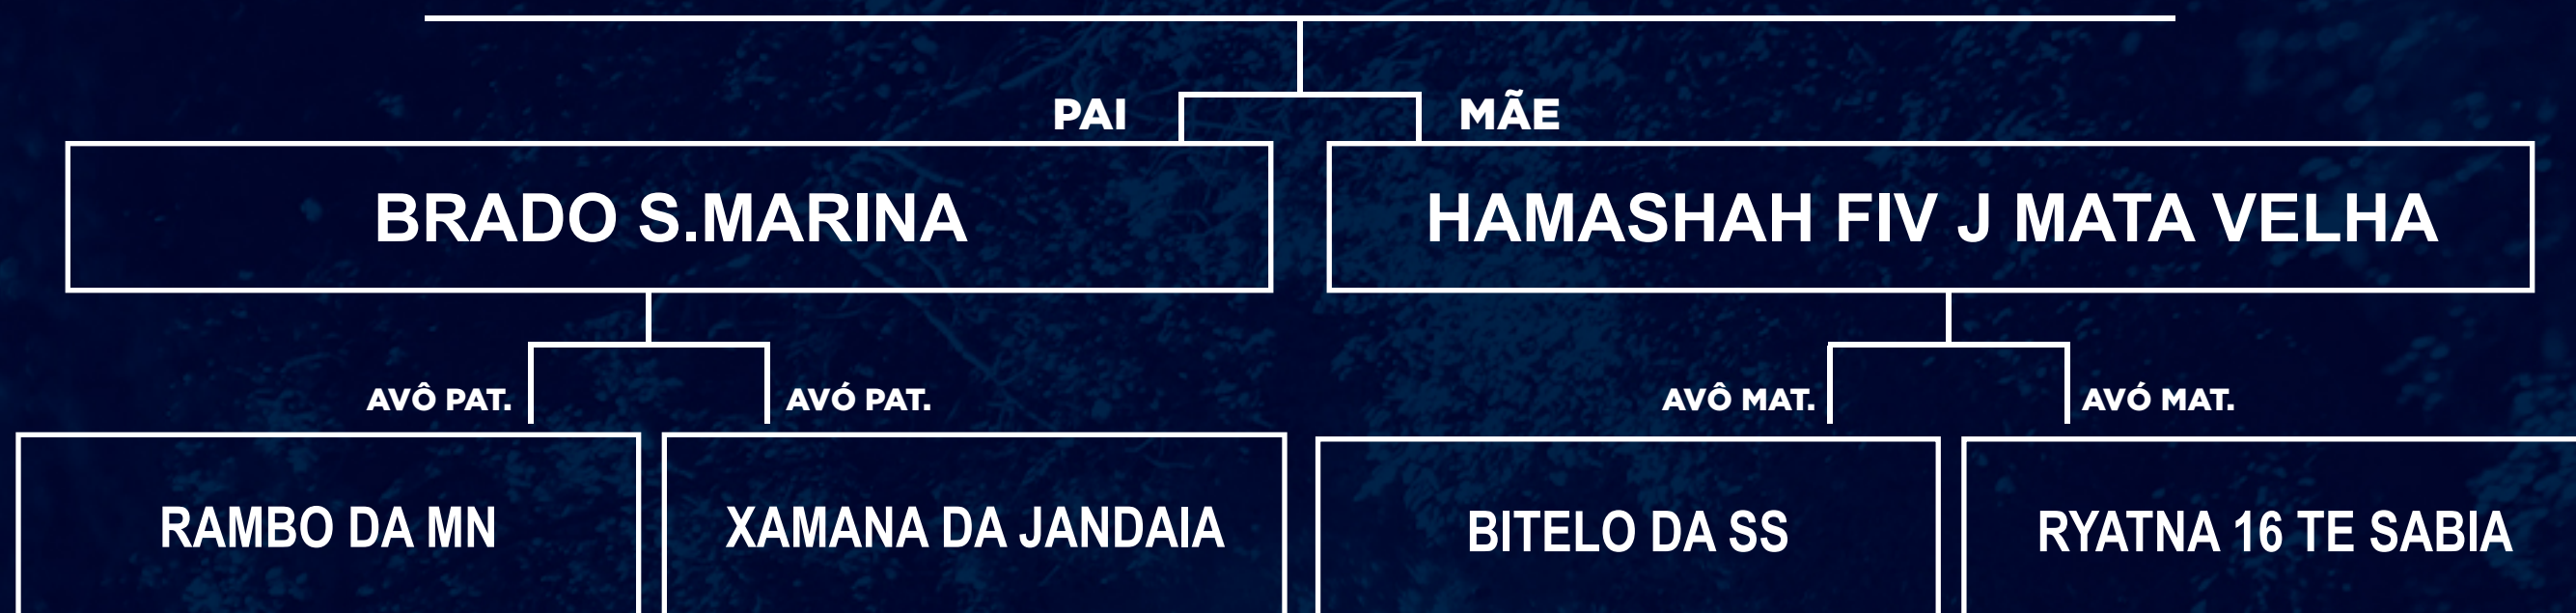 PAI MÃE
BRADO S.MARINA HAMASHAH FIV J MATA VELHA
AVÔ PAT. AVÓ PAT. AVÔ MAT. AVÓ MAT.
RAMBO DA MN XAMANA DA JANDAIA BITELO DA SS RYATNA 16 TE SABIA